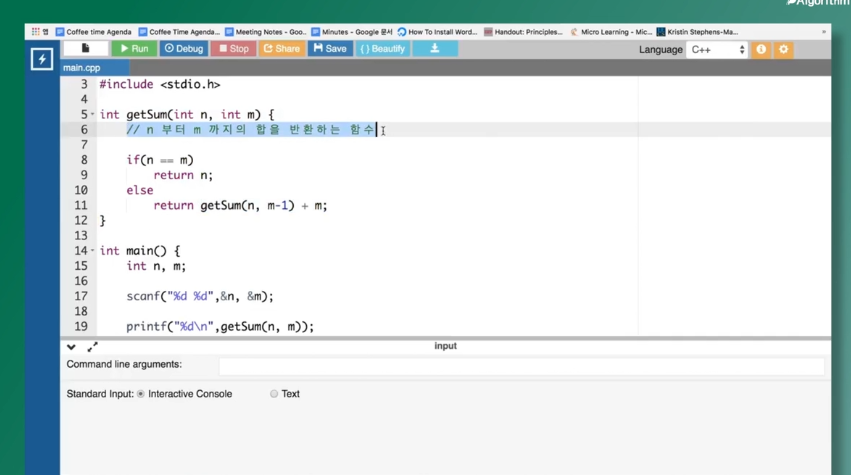 Algorithm
앱 Coffee time Agenda Coffee Time Agenda... Meeting Notes - Goo.. Minutes - Google 문서 How To Install Word... Handout: Principles... Micro Learning - Mic... Kristin Stephens-Ma...
Run Debug Stop Share Save { } Beautify Language C++
main.cpp
3 #include <stdio.h>
4
5 int getSum(int n, int m) {
6 // n 부터 m 까지의 합을 반환하는 함수
7
8 if(n == m)
9 return n;
10 else
11 return getSum(n, m-1) + m;
12 }
13
14 int main() {
15 int n, m;
16
17 scanf("%d %d",&n, &m);
18
19 printf("%d\n",getSum(n, m));
input
Command line arguments:
Standard Input: Interactive Console Text